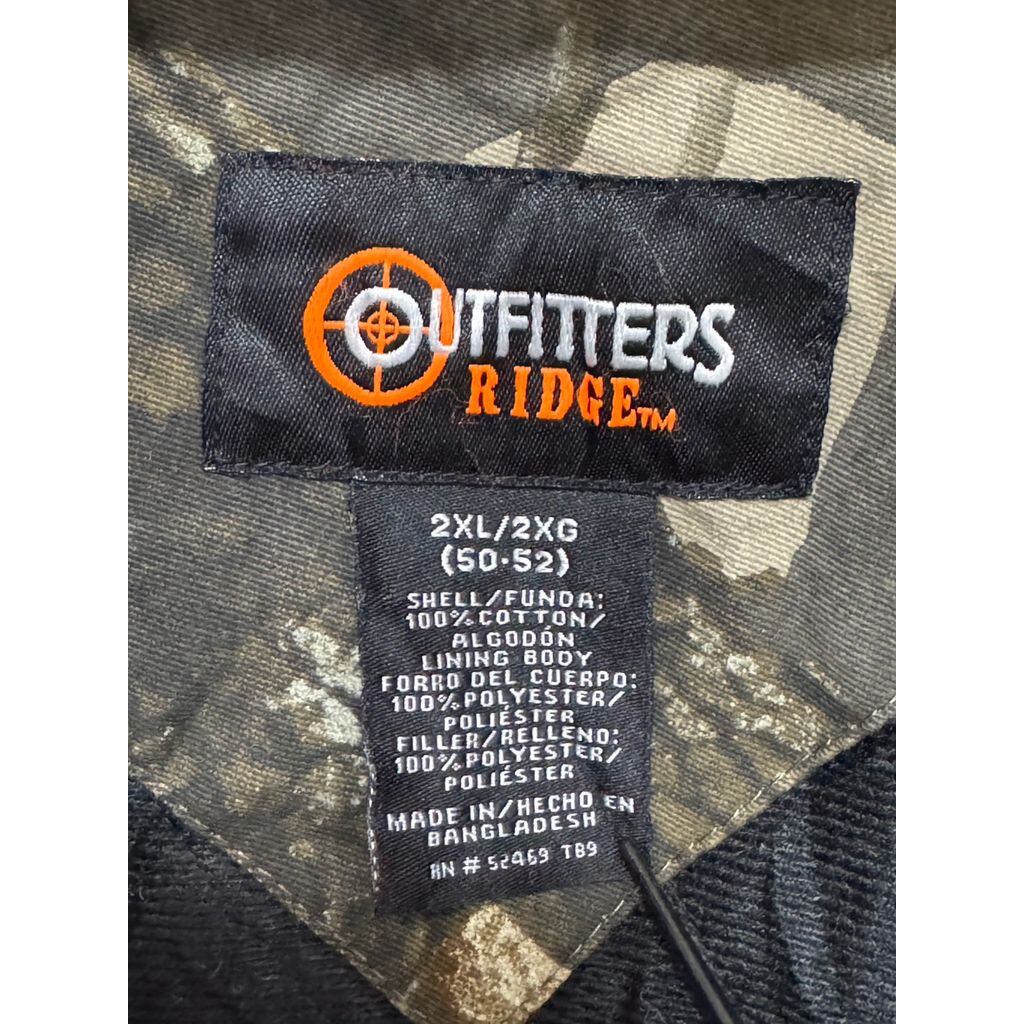 OUTFITTERS
RIDGE™
2XL/2XG
(50-52)
SHELL/FUNDA:
100%COTTON/
ALGODÓN
LINING BODY
FORRO DEL CUERPO:
100%POLYESTER/
POLIÉSTER
FILLER/RELLENO:
100%POLYESTER/
POLIÉSTER
MADE IN/HECHO EN
BANGLADESH
RN # 52469 TB9